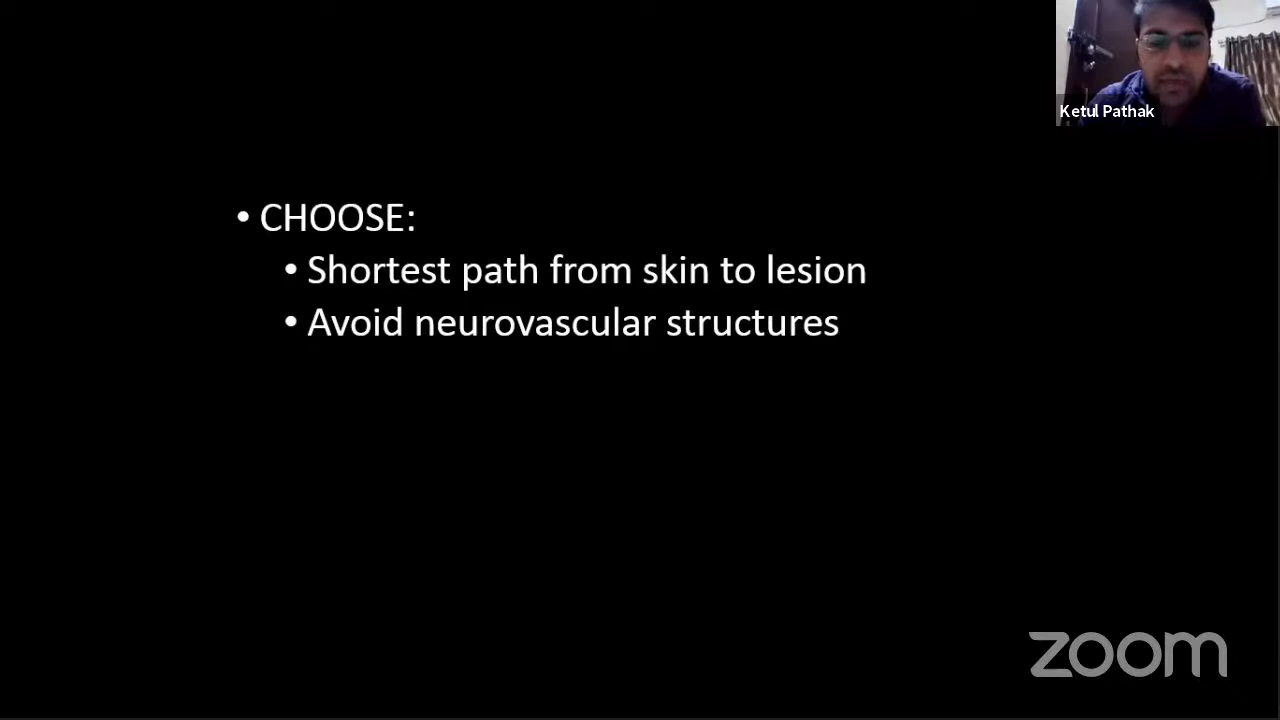 Ketul Pathak
• CHOOSE:
• Shortest path from skin to lesion
• Avoid neurovascular structures
zoom